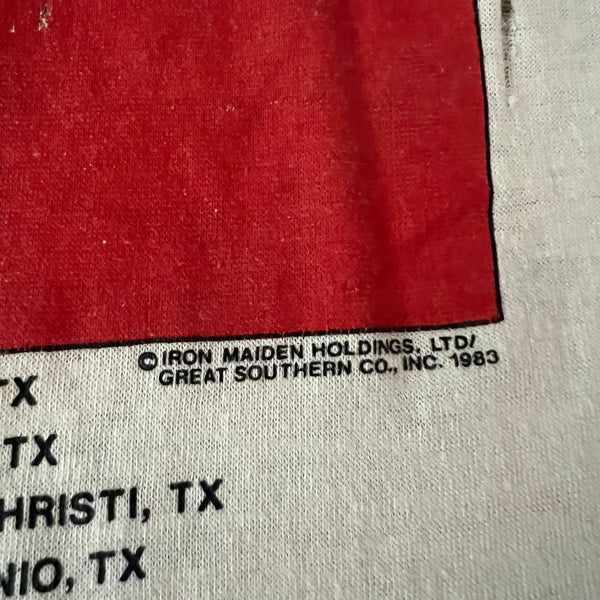 © IRON MAIDEN HOLDINGS, LTD/
GREAT SOUTHERN CO., INC. 1983
TX
TX
HRISTI, TX
NIO, TX